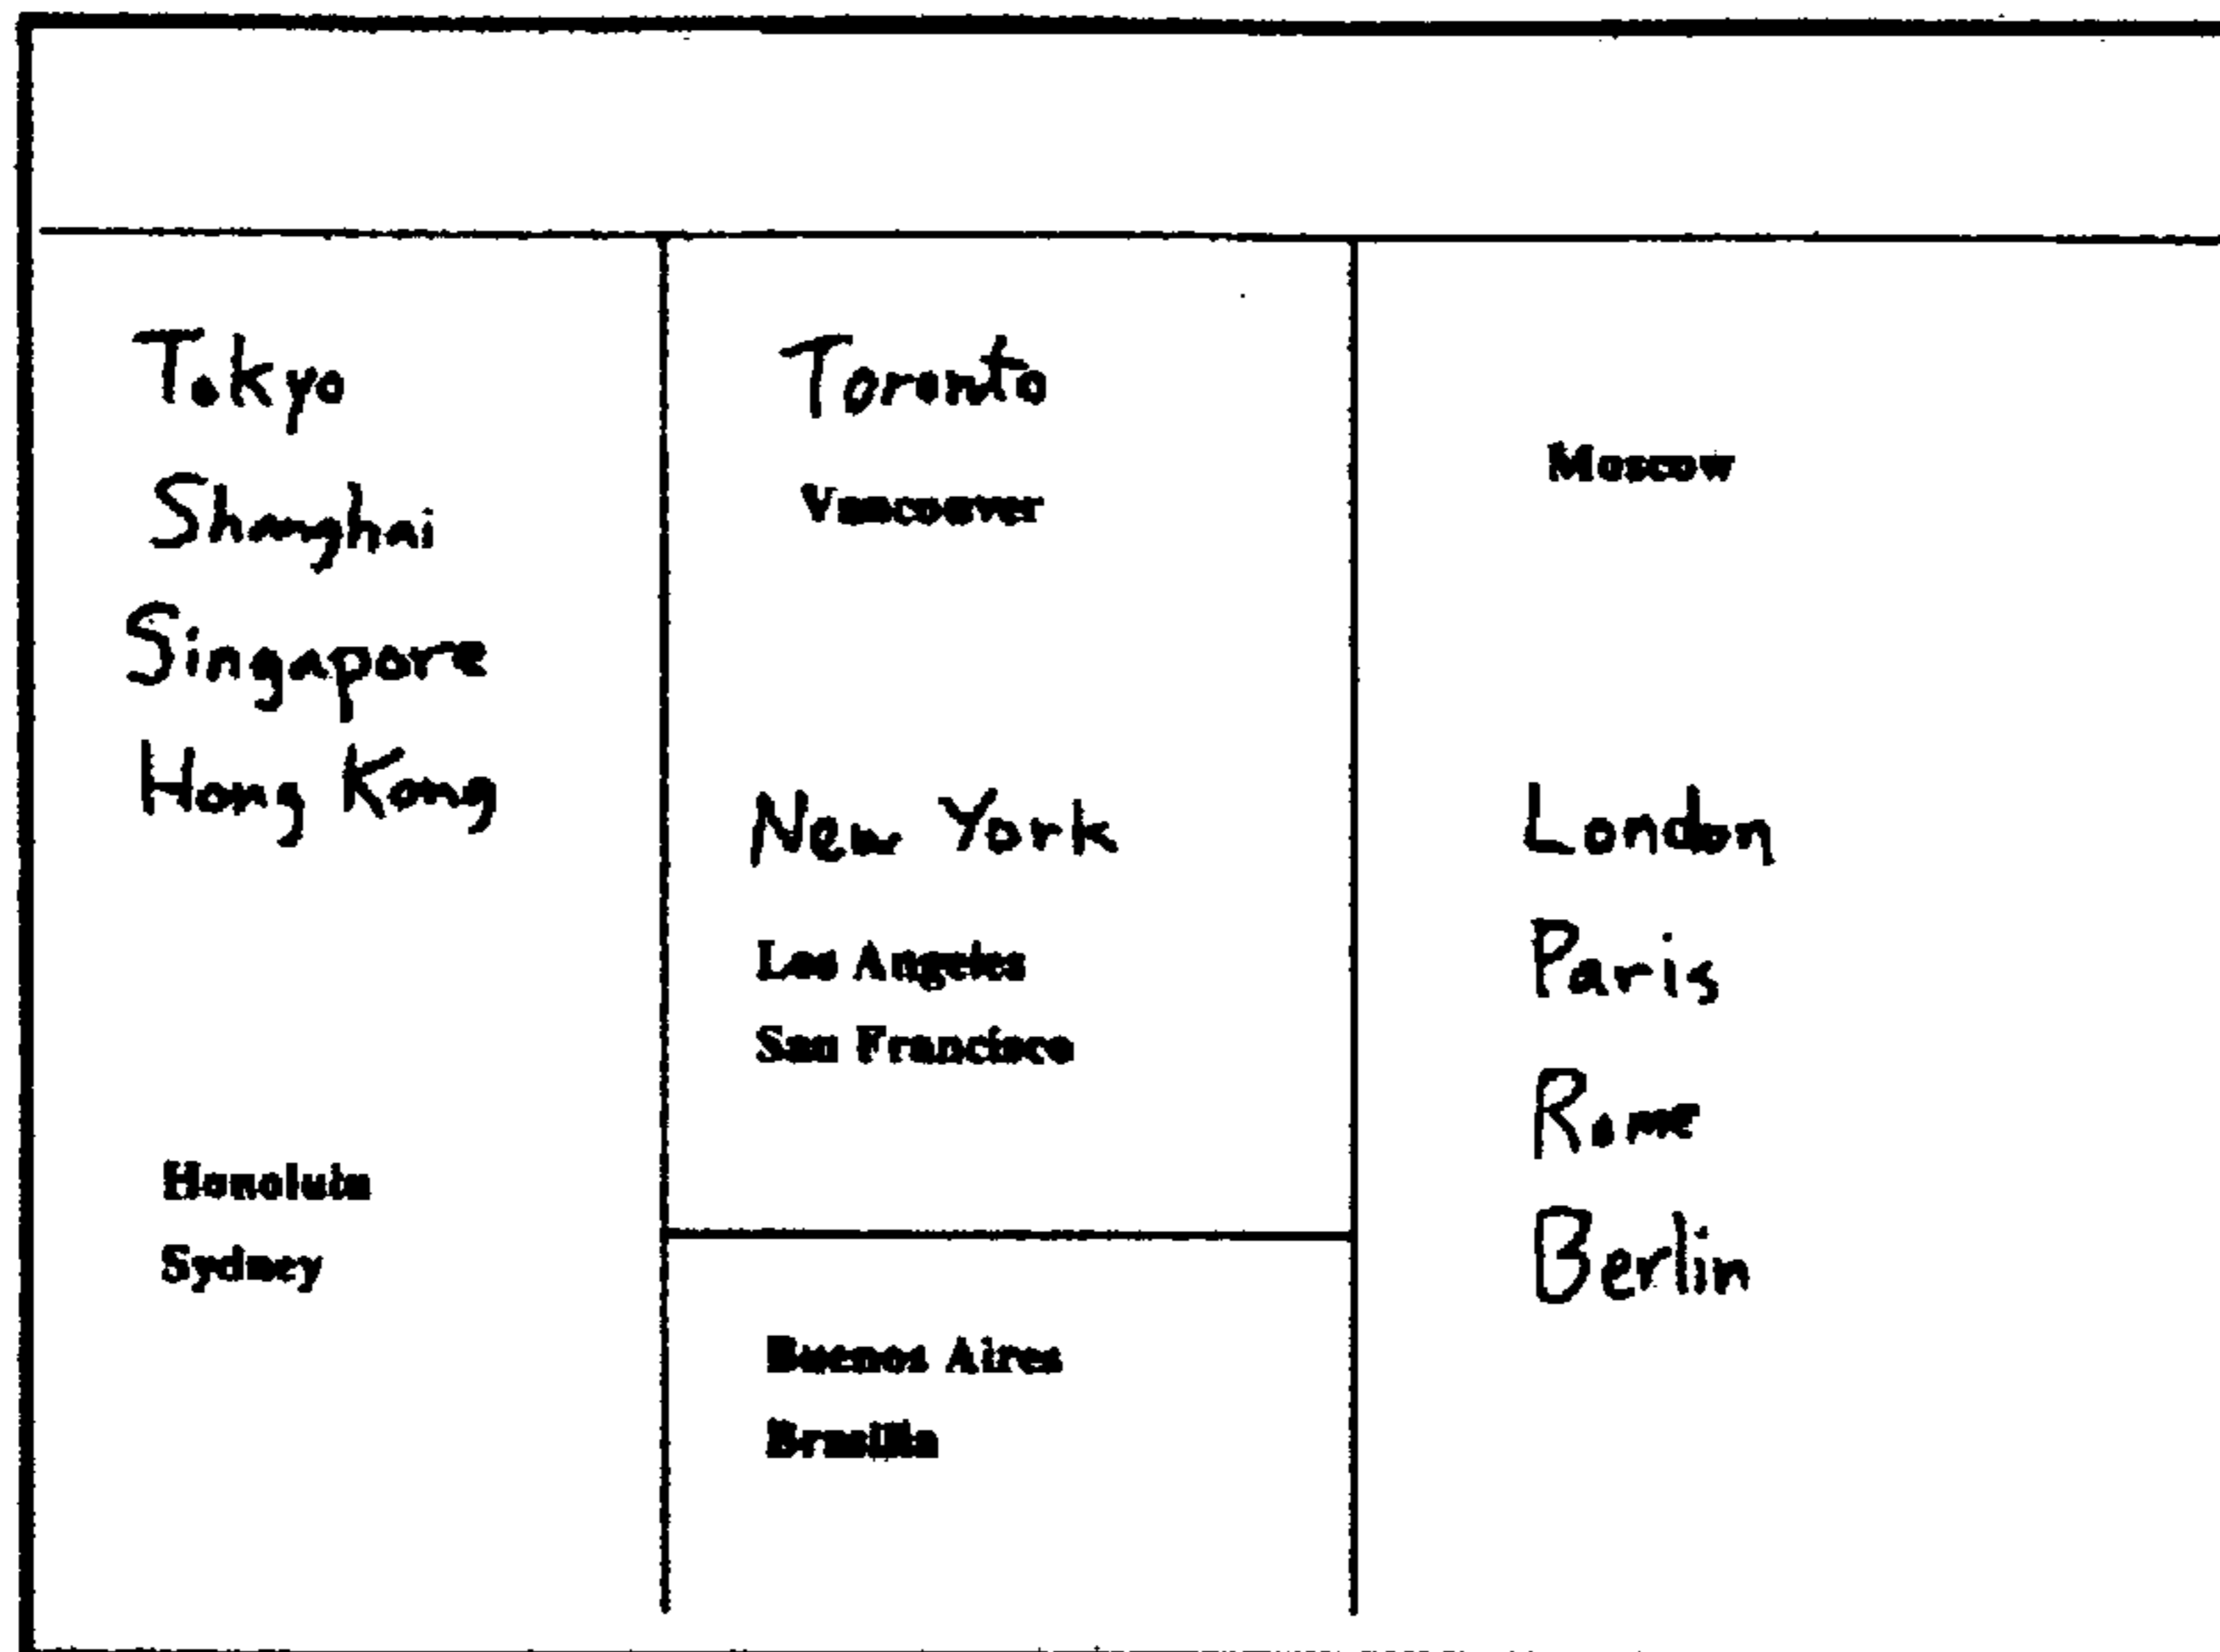 Tokyo
Shanghai
Singapore
Hong Kong
Honolulu
Sydney
Toronto
Vancouver
New York
Los Angeles
San Francisco
Buenos Aires
Brasilia
Moscow
London
Paris
Rome
Berlin